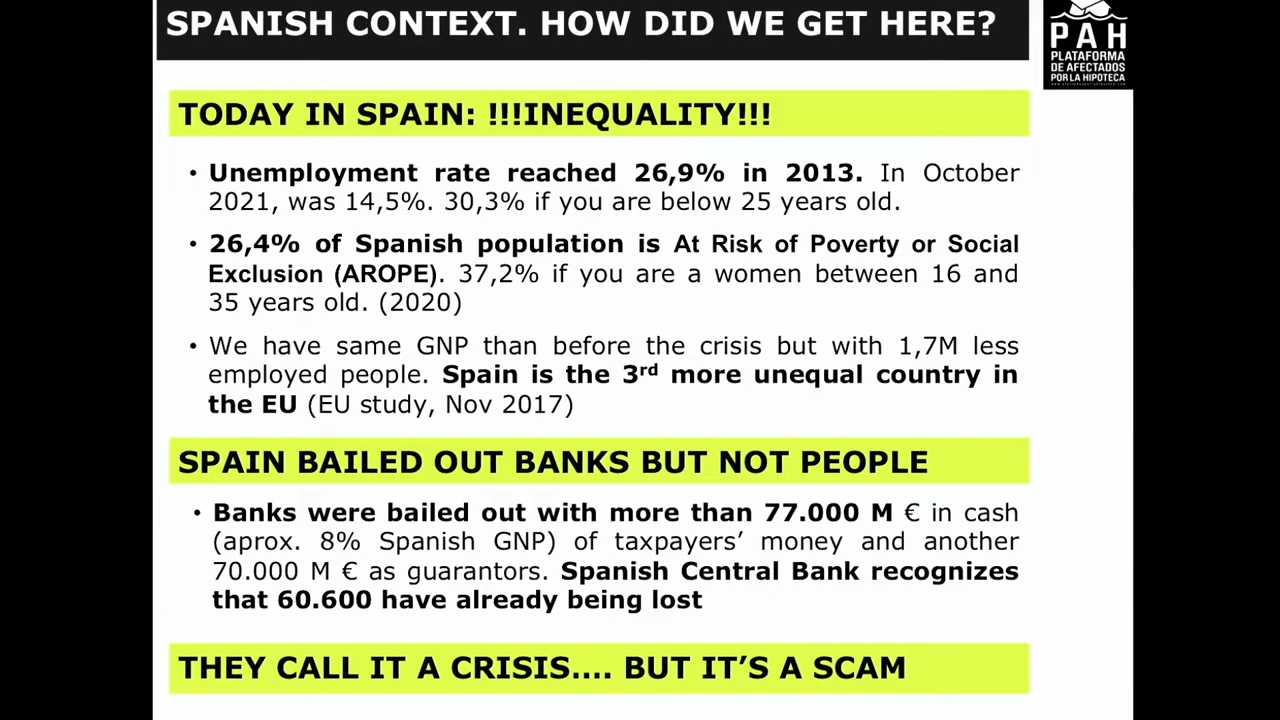 SPANISH CONTEXT. HOW DID WE GET HERE?
PAH
PLATAFORMA
DE AFECTADOS
POR LA HIPOTECA
TODAY IN SPAIN: !!!INEQUALITY!!!
• Unemployment rate reached 26,9% in 2013. In October
2021, was 14,5%. 30,3% if you are below 25 years old.
• 26,4% of Spanish population is At Risk of Poverty or Social
Exclusion (AROPE). 37,2% if you are a women between 16 and
35 years old. (2020)
• We have same GNP than before the crisis but with 1,7M less
employed people. Spain is the 3rd more unequal country in
the EU (EU study, Nov 2017)
SPAIN BAILED OUT BANKS BUT NOT PEOPLE
• Banks were bailed out with more than 77.000 M € in cash
(aprox. 8% Spanish GNP) of taxpayers’ money and another
70.000 M € as guarantors. Spanish Central Bank recognizes
that 60.600 have already being lost
THEY CALL IT A CRISIS.... BUT IT’S A SCAM